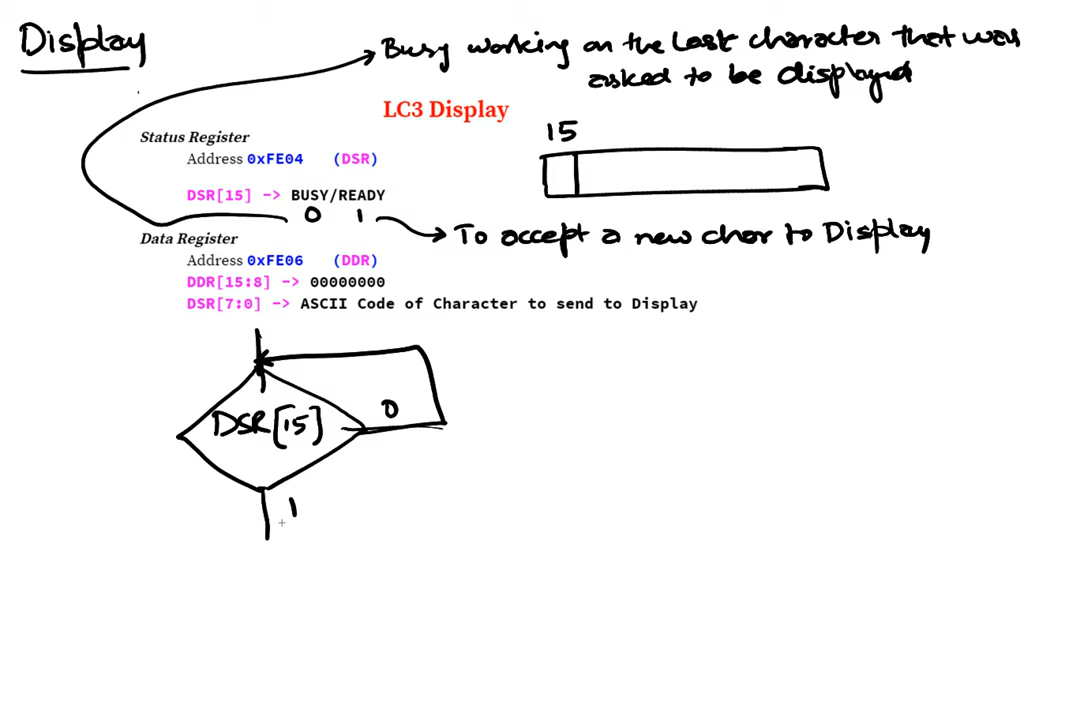 Display
Busy working on the last character that was
asked to be displayed
LC3 Display
15
Status Register
Address 0xFE04 (DSR)
DSR[15] -> BUSY/READY
0 1
To accept a new char to Display
Data Register
Address 0xFE06 (DDR)
DDR[15:8] -> 00000000
DSR[7:0] -> ASCII Code of Character to send to Display
DSR[15]
0
1